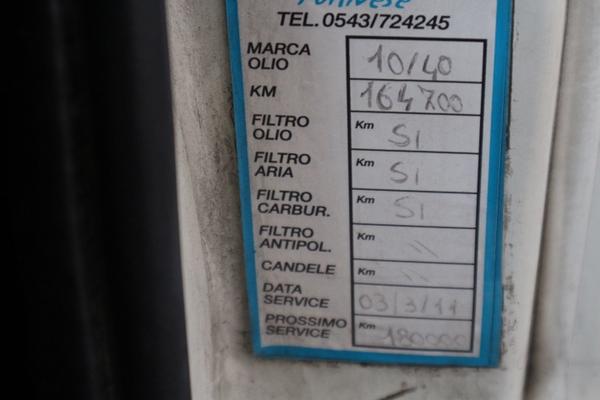 TEL. 0543/724245
MARCA OLIO 10/40
KM 164700
FILTRO OLIO Km SI
FILTRO ARIA Km SI
FILTRO CARBUR. Km SI
FILTRO ANTIPOL. Km \\
CANDELE Km \\
DATA SERVICE 03/3/11
PROSSIMO SERVICE Km 180000